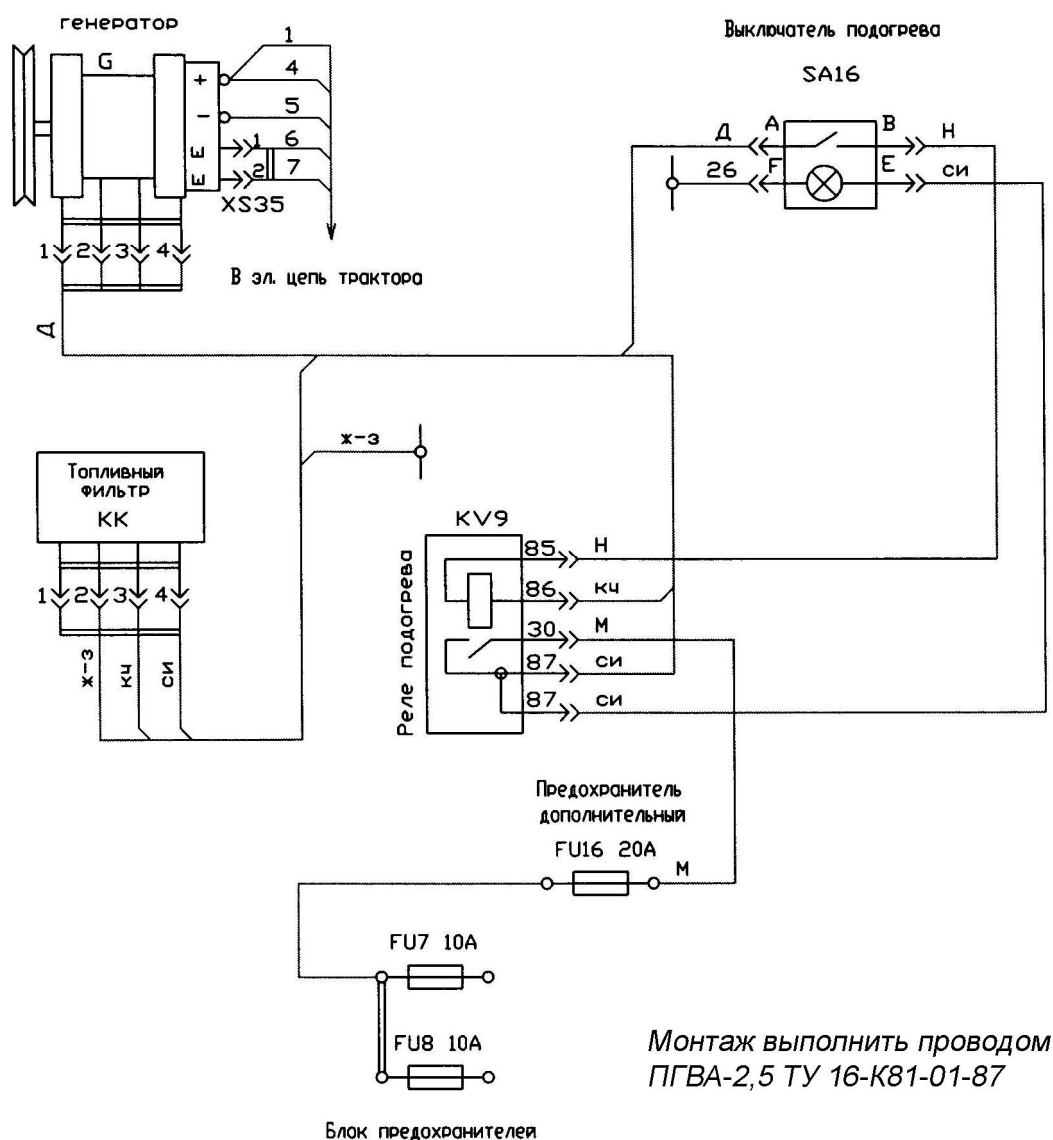 генератор
G
+
–
E
E
1
2
XS35
1
4
5
6
7
В эл. цепь трактора
Выключатель подогрева
SA16
Д
A
B
Н
26
F
E
СИ
1
2
3
4
Д
ж-з
Топливный
фильтр
КК
1
2
3
4
ж-з
кч
СИ
KV9
Реле подогрева
85
Н
86
кч
30
М
87
СИ
87
СИ
Предохранитель
дополнительный
FU16 20A
М
FU7 10A
FU8 10A
Блок предохранителей
Монтаж выполнить проводом
ПГВА-2,5 ТУ 16-К81-01-87